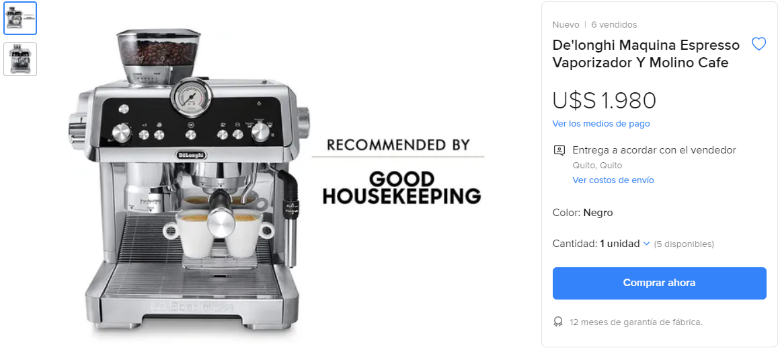 DeLonghi
RECOMMENDED BY
GOOD
HOUSEKEEPING
Nuevo | 6 vendidos
De'longhi Maquina Espresso
Vaporizador Y Molino Cafe
U$S 1.980
Ver los medios de pago
Entrega a acordar con el vendedor
Quito, Quito
Ver costos de envío
Color: Negro
Cantidad: 1 unidad (5 disponibles)
Comprar ahora
12 meses de garantía de fábrica.